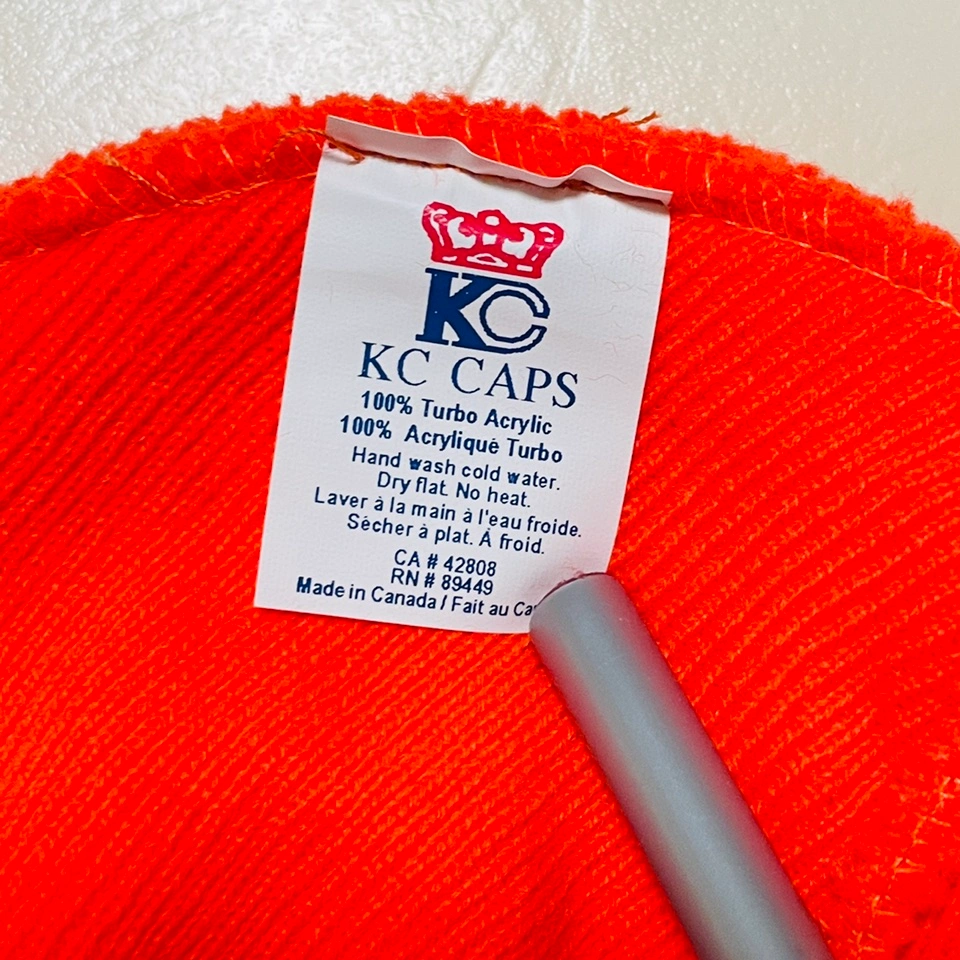 KC
KC CAPS
100% Turbo Acrylic
100% Acryliqué Turbo
Hand wash cold water.
Dry flat. No heat.
Laver à la main à l'eau froide.
Sécher à plat. À froid.
CA # 42808
RN # 89449
Made in Canada / Fait au